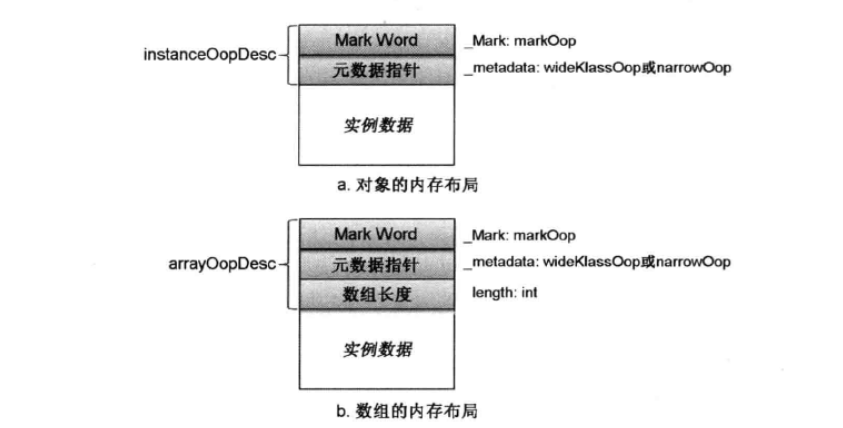 Mark Word _Mark: markOop
instanceOopDesc
元数据指针 _metadata: wideKlassOop或narrowOop
实例数据
a. 对象的内存布局
Mark Word _Mark: markOop
arrayOopDesc 元数据指针 _metadata: wideKlassOop或narrowOop
数组长度 length: int
实例数据
b. 数组的内存布局